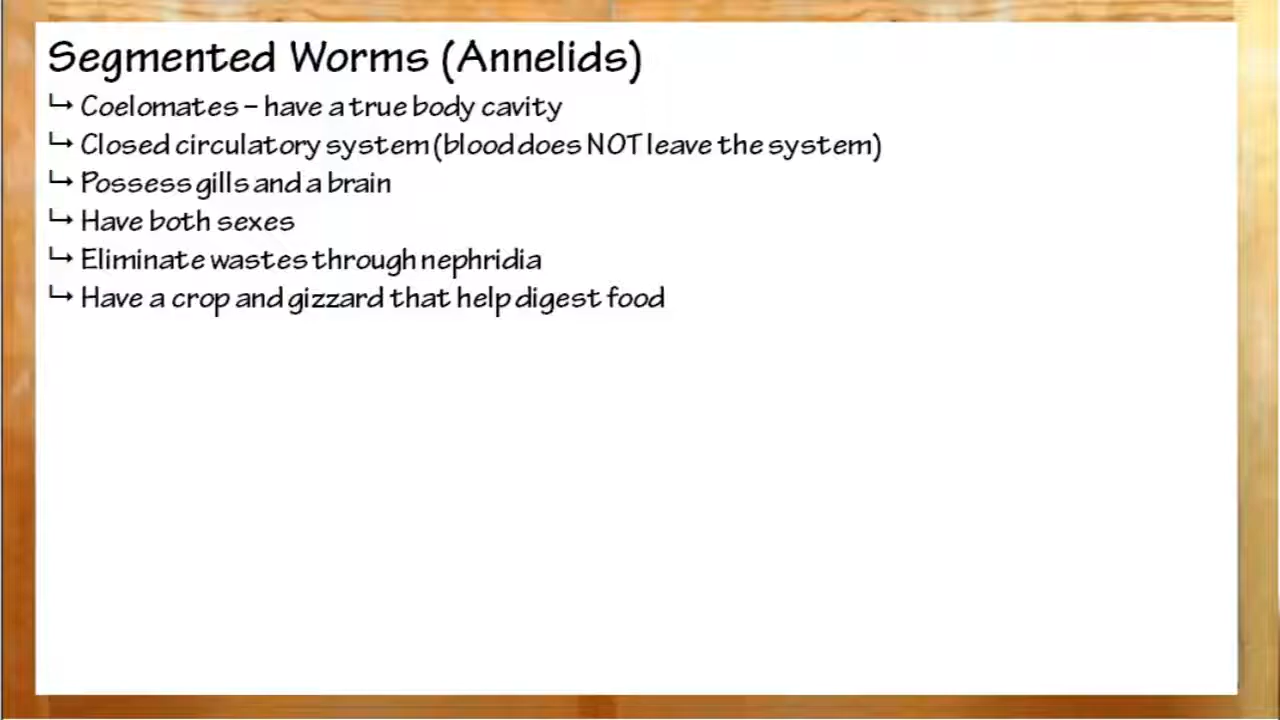 Segmented Worms (Annelids)
↳ Coelomates – have a true body cavity
↳ Closed circulatory system (blood does NOT leave the system)
↳ Possess gills and a brain
↳ Have both sexes
↳ Eliminate wastes through nephridia
↳ Have a crop and gizzard that help digest food